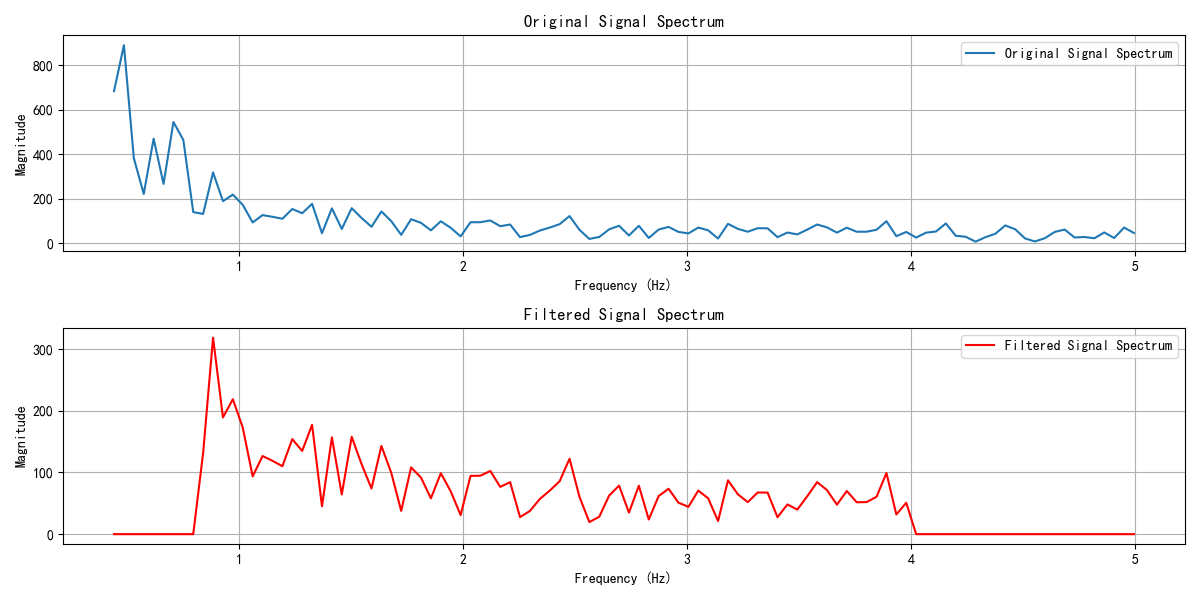 Original Signal Spectrum
Original Signal Spectrum
Magnitude
800
600
400
200
0
1 2 3 4 5
Frequency (Hz)
Filtered Signal Spectrum
Filtered Signal Spectrum
Magnitude
300
200
100
0
1 2 3 4 5
Frequency (Hz)